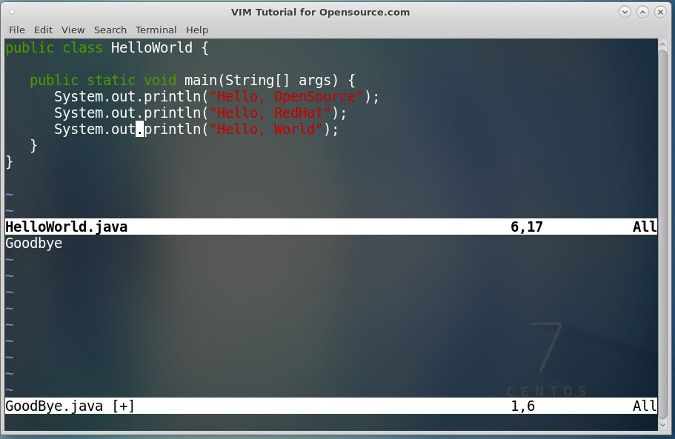 VIM Tutorial for Opensource.com
File Edit View Search Terminal Help
public class HelloWorld {
   public static void main(String[] args) {
      System.out.println("Hello, OpenSource");
      System.out.println("Hello, RedHat");
      System.out.println("Hello, World");
   }
}
~
~
HelloWorld.java 6,17 All
Goodbye
~
~
~
~
~
~
~
~
~
7
CENTOS
GoodBye.java [+] 1,6 All